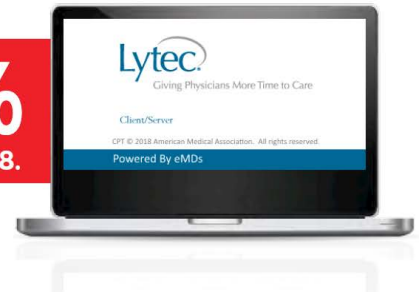 %
8.
Lytec
Giving Physicians More Time to Care
Client/Server
CPT © 2018 American Medical Association. All rights reserved
Powered By eMDs